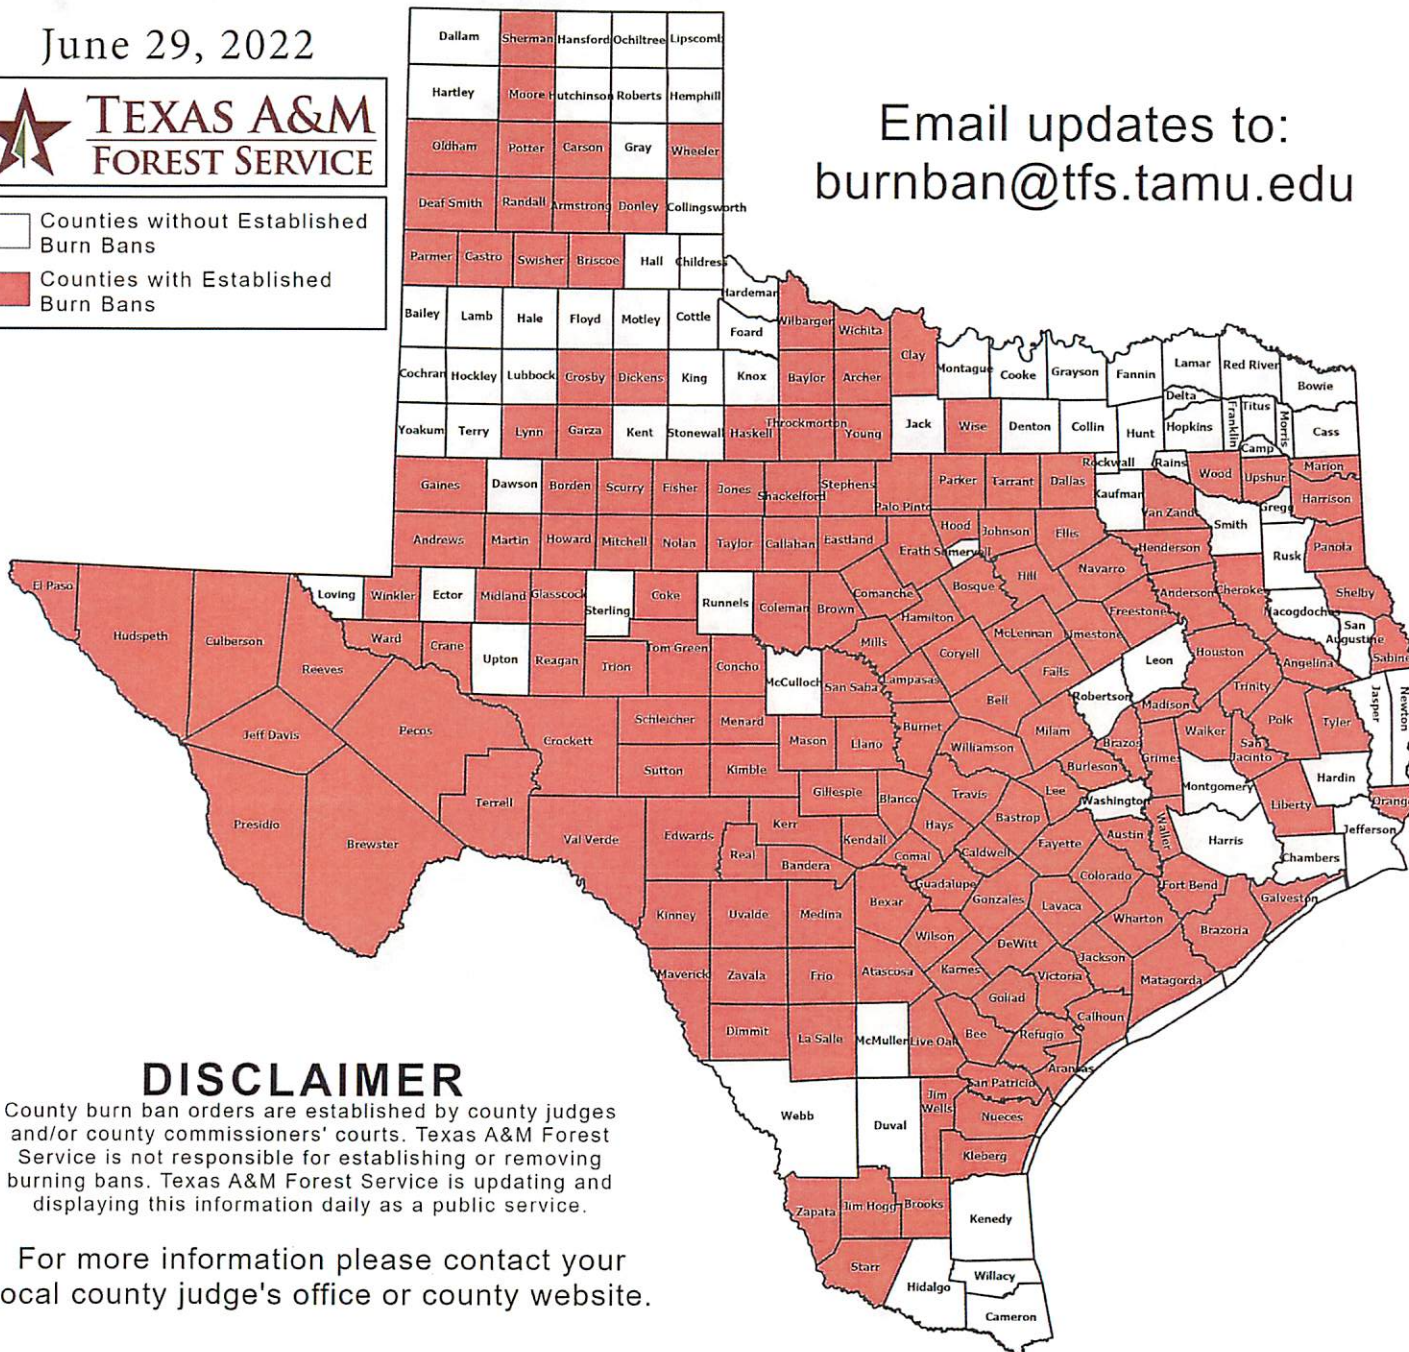 June 29, 2022
TEXAS A&M
FOREST SERVICE
Counties without Established
Burn Bans
Counties with Established
Burn Bans
Email updates to:
burnban@tfs.tamu.edu
Dallam Sherman Hansford Ochiltree Lipscomb
Hartley Moore Hutchinson Roberts Hemphill
Oldham Potter Carson Gray Wheeler
Deaf Smith Randall Armstrong Donley Collingsworth
Parmer Castro Swisher Briscoe Hall Childress
Hardeman
Bailey Lamb Hale Floyd Motley Cottle Foard Wilbarger Wichita
Clay
Cochran Hockley Lubbock Crosby Dickens King Knox Baylor Archer Montague Cooke Grayson Fannin Lamar Red River Bowie
Delta
Yoakum Terry Lynn Garza Kent Stonewall Haskell Throckmorton Young Jack Wise Denton Collin Hunt Hopkins Franklin Titus Morris Cass
Camp
Gaines Dawson Borden Scurry Fisher Jones Shackelford Stephens Palo Pinto Parker Tarrant Dallas Rockwall Kaufman Rains Van Zand Wood Upshur Marion
Gregg Harrison
Andrews Martin Howard Mitchell Nolan Taylor Callahan Eastland Erath Hood Somervell Johnson Ellis Henderson Smith Rusk Panola
El Paso Hudspeth Culberson Reeves Loving Winkler Ector Midland Glasscock Sterling Coke Runnels Coleman Brown Comanche Hamilton Bosque Hill Navarro Freestone Anderson Cherokee Nacogdoches Shelby
San
Augustine
Sabine
Ward Crane Upton Reagan Trion Tom Green Concho McCulloch San Saba Mills Lampasas Coryell McLennan Limestone Falls Leon Houston Angelina
Jeff Davis Pecos Crockett Schleicher Menard Mason Llano Burnet Bell Milam Robertson Madison Trinity Polk Tyler Jasper Newton
Sutton Kimble Williamson Brazos Grimes Walker San
Jacinto
Presidio Brewster Terrell Val Verde Edwards Real Kerr Gillespie Blanco Travis Lee Burleson Washington Montgomery Liberty Hardin Orange
Bandera Kendall Hays Comal Caldwell Bastrop Fayette Austin Waller Harris Chambers Jefferson
Kinney Uvalde Medina Bexar Guadalupe Gonzales Lavaca Colorado Wharton Fort Bend Brazoria Galveston
Maverick Zavala Frio Atascosa Wilson Karnes DeWitt Victoria Jackson Matagorda
Dimmit La Salle McMullen Live Oak Bee Goliad Refugio Calhoun
Aransas
San Patricio
Webb Duval Jim
Wells
Nueces
Kleberg
Zapata Jim Hogg Brooks Kenedy
Starr Hidalgo Willacy
Cameron
DISCLAIMER
County burn ban orders are established by county judges
and/or county commissioners' courts. Texas A&M Forest
Service is not responsible for establishing or removing
burning bans. Texas A&M Forest Service is updating and
displaying this information daily as a public service.
For more information please contact your
ocal county judge's office or county website.